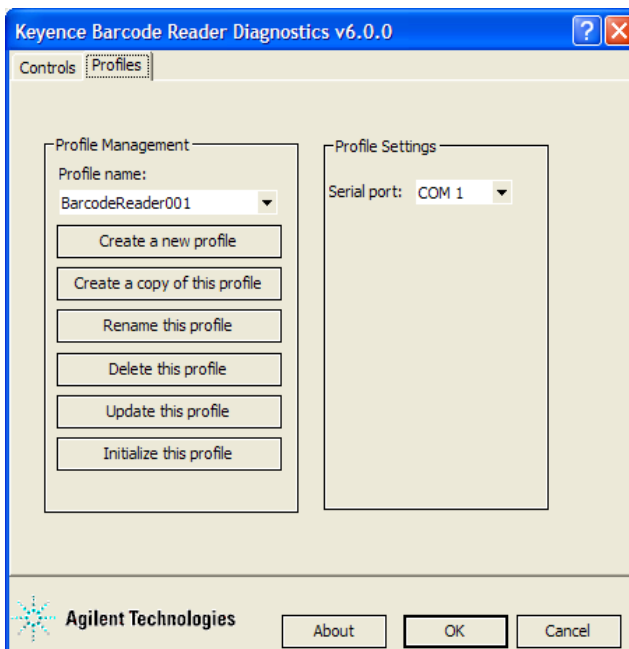 Keyence Barcode Reader Diagnostics v6.0.0
Controls Profiles
Profile Management
Profile name:
BarcodeReader001
Create a new profile
Create a copy of this profile
Rename this profile
Delete this profile
Update this profile
Initialize this profile
Profile Settings
Serial port: COM 1
Agilent Technologies
About OK Cancel